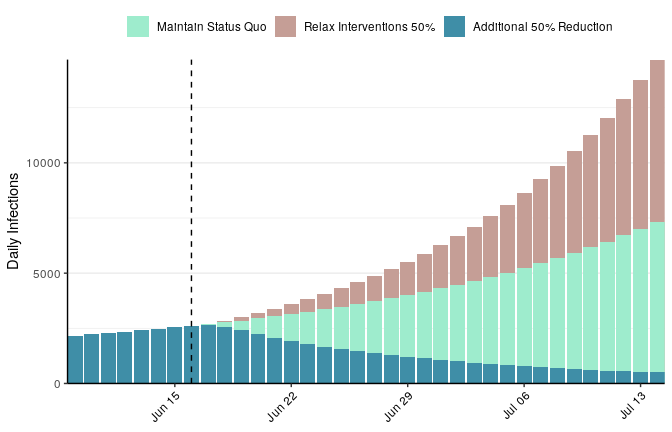 Maintain Status Quo Relax Interventions 50% Additional 50% Reduction
Daily Infections
10000
5000
0
Jun 15 Jun 22 Jun 29 Jul 06 Jul 13